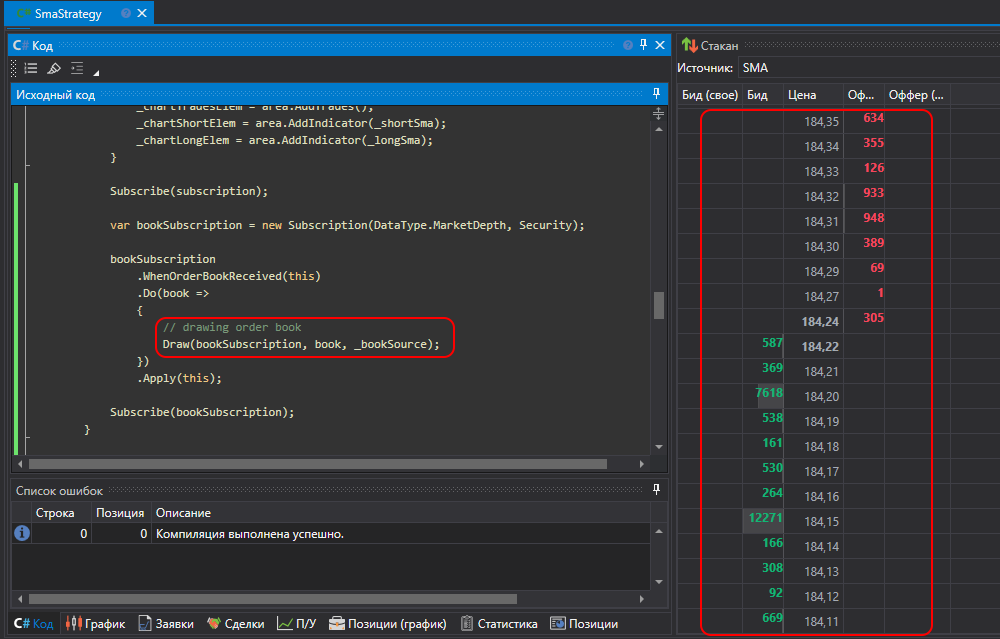 C# SmaStrategy
C# Код
Исходный код
_chartTradesElem = area.AddTrades();
_chartShortElem = area.AddIndicator(_shortSma);
_chartLongElem = area.AddIndicator(_longSma);
}
Subscribe(subscription);
var bookSubscription = new Subscription(DataType.MarketDepth, Security);
bookSubscription
.WhenOrderBookReceived(this)
.Do(book =>
{
// drawing order book
Draw(bookSubscription, book, _bookSource);
})
.Apply(this);
Subscribe(bookSubscription);
}
Список ошибок
Строка Позиция Описание
0 0 Компиляция выполнена успешно.
C# Код График Заявки Сделки П/У Позиции (график) Статистика Позиции
Стакан
Источник: SMA
Бид (свое) Бид Цена Оф... Оффер (...
184,35 634
184,34 355
184,33 126
184,32 933
184,31 948
184,30 389
184,29 69
184,27 1
184,24 305
587 184,22
369 184,21
7618 184,20
538 184,19
161 184,18
530 184,17
264 184,16
12271 184,15
166 184,14
308 184,13
92 184,12
669 184,11